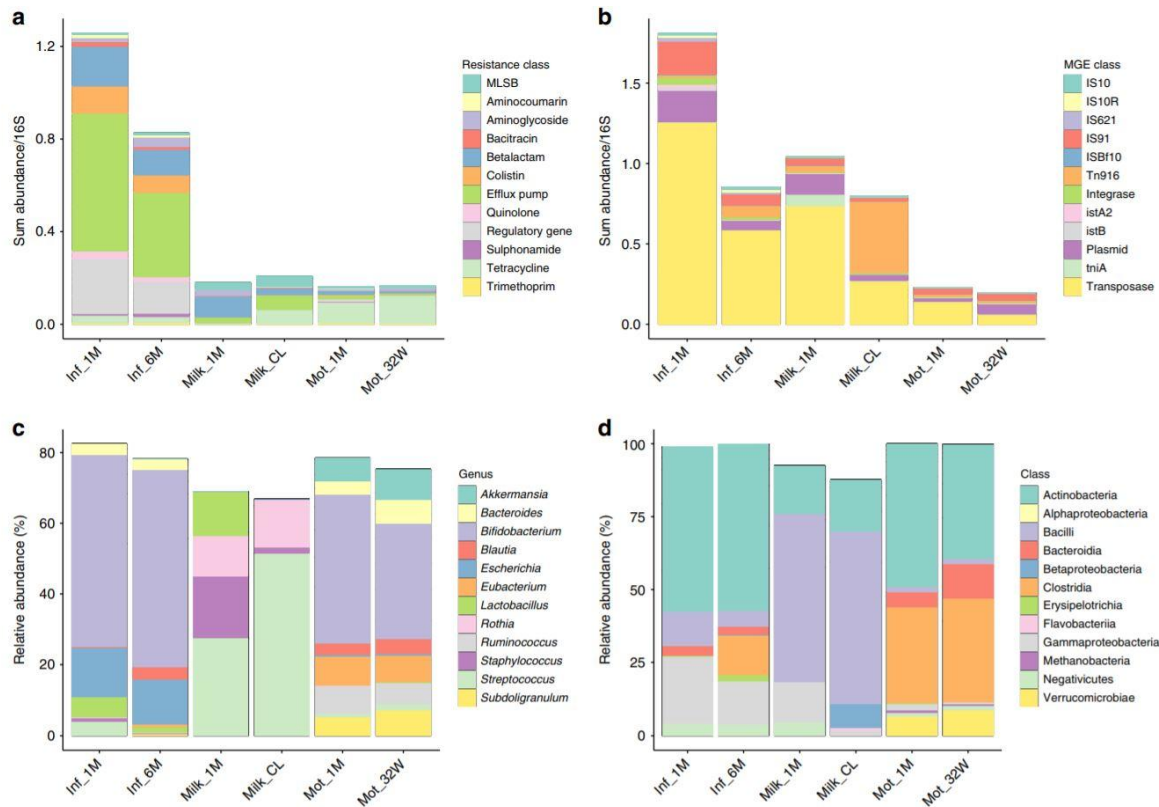 a
Sum abundance/16S
1.2
0.8
0.4
0.0
Inf_1M
Inf_6M
Milk_1M
Milk_CL
Mot_1M
Mot_32W
Resistance class
MLSB
Aminocoumarin
Aminoglycoside
Bacitracin
Betalactam
Colistin
Efflux pump
Quinolone
Regulatory gene
Sulphonamide
Tetracycline
Trimethoprim
b
Sum abundance/16S
1.5
1.0
0.5
0.0
Inf_1M
Inf_6M
Milk_1M
Milk_CL
Mot_1M
Mot_32W
MGE class
IS10
IS10R
IS621
IS91
ISBf10
Tn916
Integrase
istA2
istB
Plasmid
tniA
Transposase
c
Relative abundance (%)
80
60
40
20
0
Inf_1M
Inf_6M
Milk_1M
Milk_CL
Mot_1M
Mot_32W
Genus
Akkermansia
Bacteroides
Bifidobacterium
Blautia
Escherichia
Eubacterium
Lactobacillus
Rothia
Ruminococcus
Staphylococcus
Streptococcus
Subdoligranulum
d
Relative abundance (%)
100
75
50
25
0
Inf_1M
Inf_6M
Milk_1M
Milk_CL
Mot_1M
Mot_32W
Class
Actinobacteria
Alphaproteobacteria
Bacilli
Bacteroidia
Betaproteobacteria
Clostridia
Erysipelotrichia
Flavobacteriia
Gammaproteobacteria
Methanobacteria
Negativicutes
Verrucomicrobiae